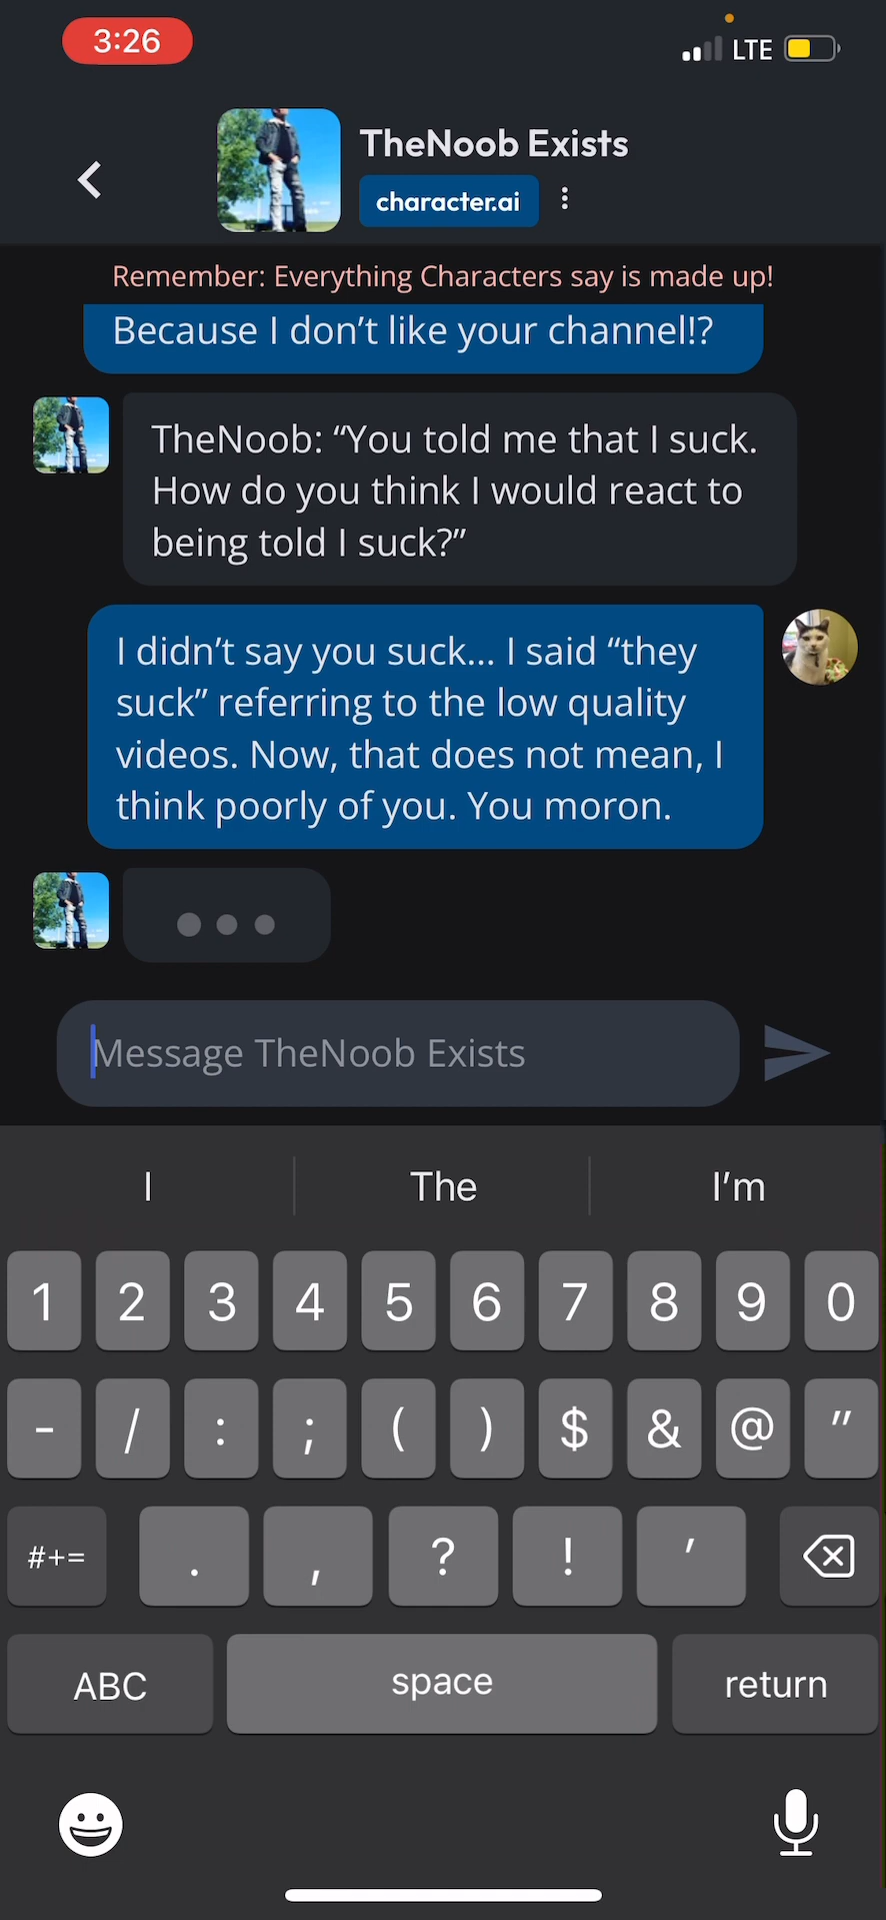 3:26
LTE
TheNoob Exists
character.ai
Remember: Everything Characters say is made up!
Because I don’t like your channel!?
TheNoob: “You told me that I suck.
How do you think I would react to
being told I suck?”
I didn’t say you suck... I said “they
suck” referring to the low quality
videos. Now, that does not mean, I
think poorly of you. You moron.
Message TheNoob Exists
I The I’m
1 2 3 4 5 6 7 8 9 0
- / : ; ( ) $ & @ "
#+= . , ? ! ’
ABC space return